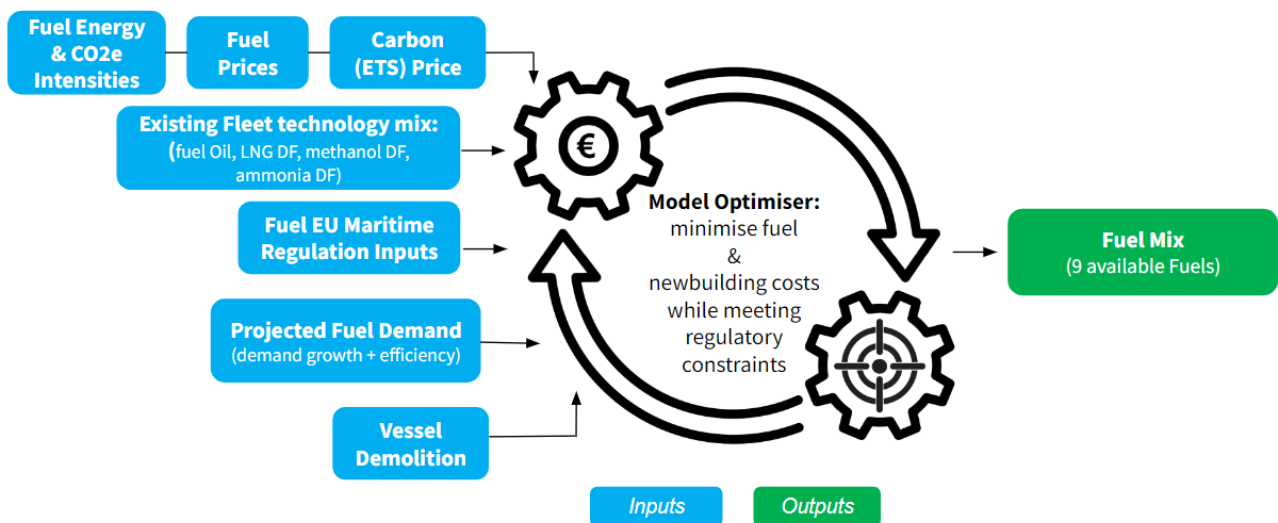 Fuel Energy
& CO2e
Intensities
Fuel
Prices
Carbon
(ETS) Price
Existing Fleet technology mix:
(fuel Oil, LNG DF, methanol DF,
ammonia DF)
Fuel EU Maritime
Regulation Inputs
Projected Fuel Demand
(demand growth + efficiency)
Vessel
Demolition
€
Model Optimiser:
minimise fuel
&
newbuilding costs
while meeting
regulatory
constraints
Fuel Mix
(9 available Fuels)
Inputs
Outputs